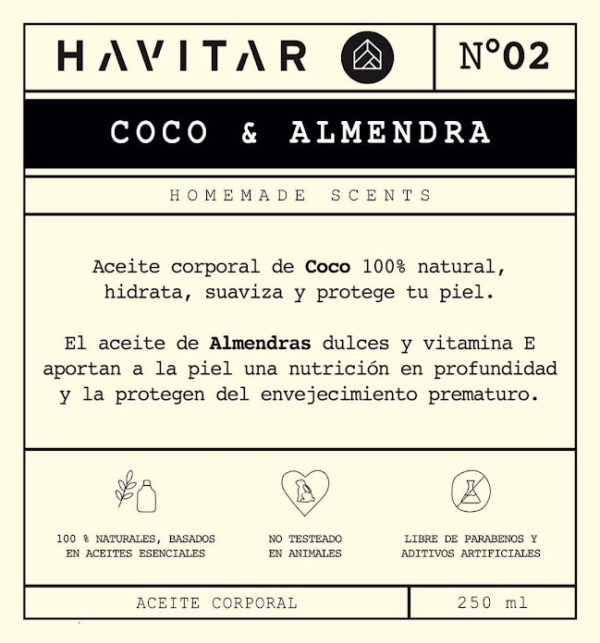 HAVITAR
Nº02
COCO & ALMENDRA
HOMEMADE SCENTS
Aceite corporal de Coco 100% natural,
hidrata, suaviza y protege tu piel.
El aceite de Almendras dulces y vitamina E
aportan a la piel una nutrición en profundidad
y la protegen del envejecimiento prematuro.
100 % NATURALES, BASADOS
EN ACEITES ESENCIALES
NO TESTEADO
EN ANIMALES
LIBRE DE PARABENOS Y
ADITIVOS ARTIFICIALES
ACEITE CORPORAL
250 ml